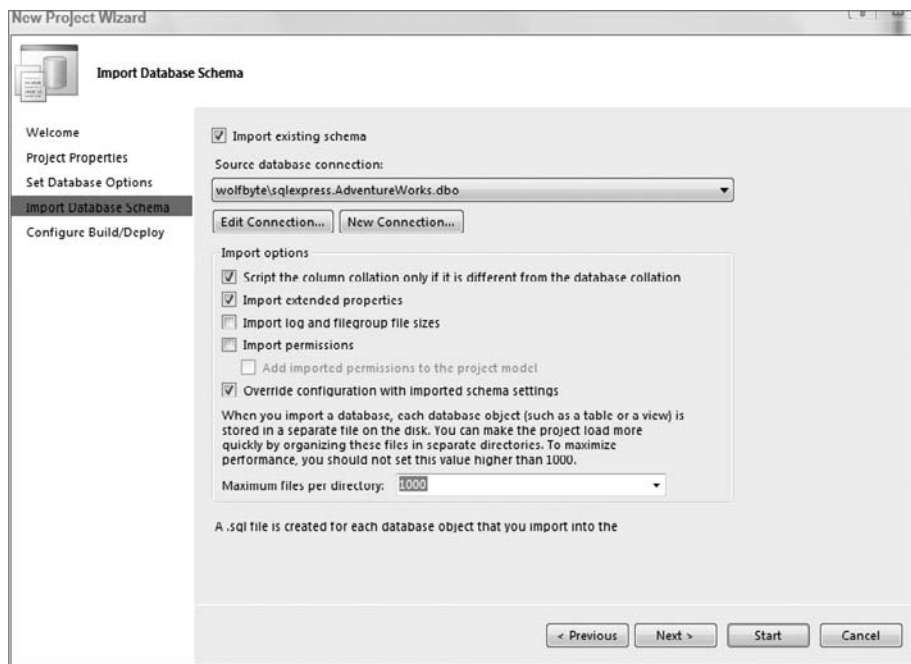 New Project Wizard
Import Database Schema
Welcome
Project Properties
Set Database Options
Import Database Schema
Configure Build/Deploy
Import existing schema
Source database connection:
wolfbyte\sqlexpress.AdventureWorks.dbo
Edit Connection...
New Connection...
Import options
Script the column collation only if it is different from the database collation
Import extended properties
Import log and filegroup file sizes
Import permissions
Add imported permissions to the project model
Override configuration with imported schema settings
When you import a database, each database object (such as a table or a view) is
stored in a separate file on the disk. You can make the project load more
quickly by organizing these files in separate directories. To maximize
performance, you should not set this value higher than 1000.
Maximum files per directory: 1000
A .sql file is created for each database object that you import into the
< Previous
Next >
Start
Cancel